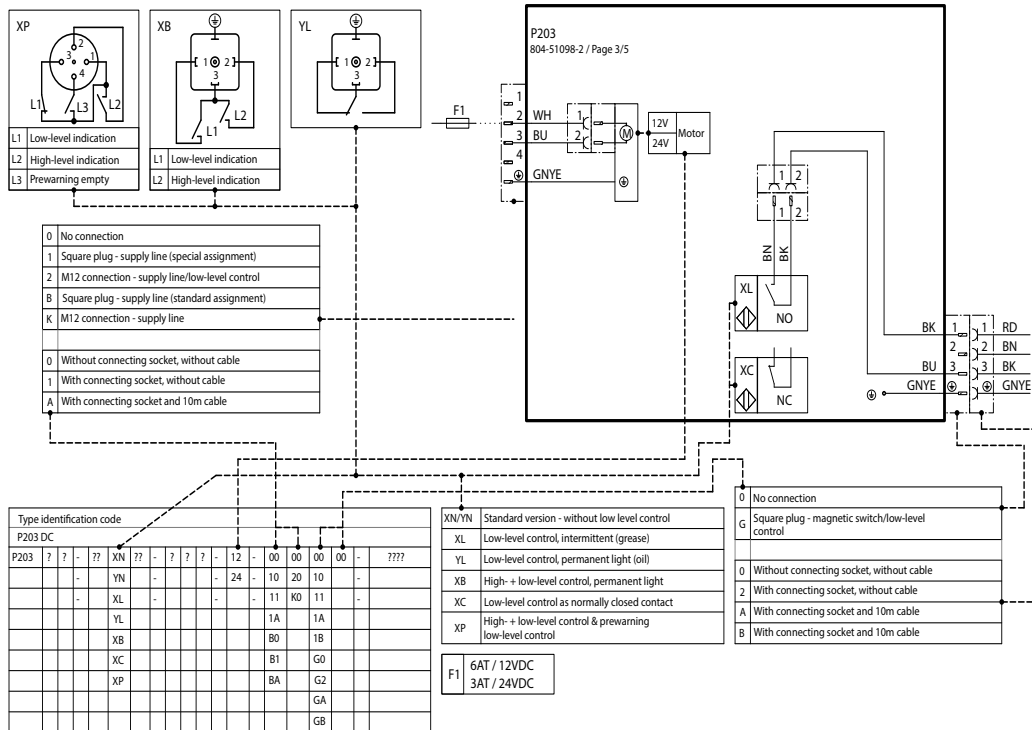 XP
2
3
1
4
L1
L3
L2
L1 Low-level indication
L2 High-level indication
L3 Prewarning empty
XB
1
2
3
L1
L2
L1 Low-level indication
L2 High-level indication
YL
1
2
3
P203
804-51098-2 / Page 3/5
F1
1
2 WH
3 BU
4
GNYE
1
2
M
12V
24V
Motor
1 2
1 2
BN
BK
XL
NO
XC
NC
BK 1 1 RD
2 2 BN
BU 3 3 BK
GNYE GNYE
0 No connection
1 Square plug - supply line (special assignment)
2 M12 connection - supply line/low-level control
B Square plug - supply line (standard assignment)
K M12 connection - supply line
0 Without connecting socket, without cable
1 With connecting socket, without cable
A With connecting socket and 10m cable
Type identification code
P203 DC
P203 ? ? - ?? XN ?? - ? ? ? - 12 - 00 00 00 00 - ????
- YN - - 24 - 10 20 10 -
- XL - - - 11 K0 11 -
YL 1A 1A
XB B0 1B
XC B1 G0
XP BA G2
GA
GB
XN/YN Standard version - without low level control
XL Low-level control, intermittent (grease)
YL Low-level control, permanent light (oil)
XB High- + low-level control, permanent light
XC Low-level control as normally closed contact
XP High- + low-level control & prewarning
low-level control
F1 6AT / 12VDC
3AT / 24VDC
0 No connection
G Square plug - magnetic switch/low-level
control
0 Without connecting socket, without cable
2 With connecting socket, without cable
A With connecting socket and 10m cable
B With connecting socket and 10m cable